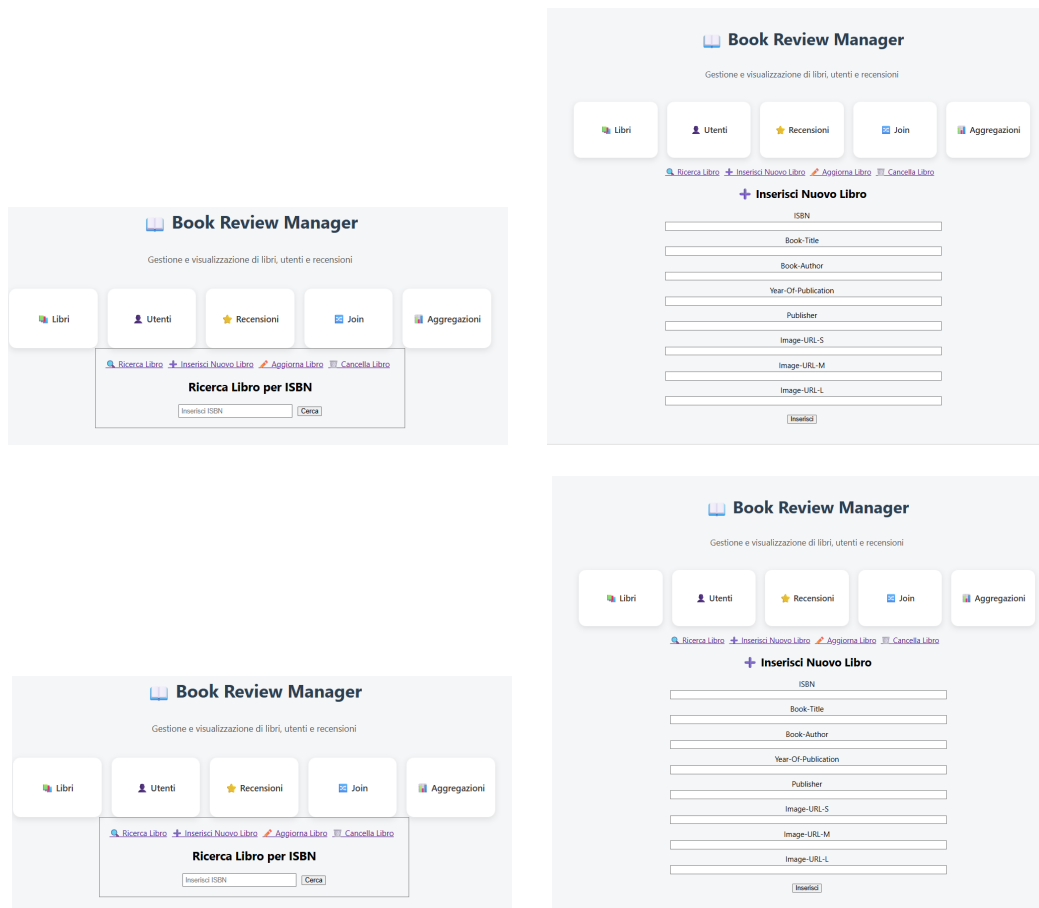 Book Review Manager
Gestione e visualizzazione di libri, utenti e recensioni
Libri Utenti Recensioni Join Aggregazioni
Ricerca Libro Inserisci Nuovo Libro Aggiorna Libro Cancella Libro
Ricerca Libro per ISBN
Inserisci ISBN Cerca
Book Review Manager
Gestione e visualizzazione di libri, utenti e recensioni
Libri Utenti Recensioni Join Aggregazioni
Ricerca Libro Inserisci Nuovo Libro Aggiorna Libro Cancella Libro
Inserisci Nuovo Libro
ISBN
Book-Title
Book-Author
Year-Of-Publication
Publisher
Image-URL-S
Image-URL-M
Image-URL-L
Inserisci
Book Review Manager
Gestione e visualizzazione di libri, utenti e recensioni
Libri Utenti Recensioni Join Aggregazioni
Ricerca Libro Inserisci Nuovo Libro Aggiorna Libro Cancella Libro
Ricerca Libro per ISBN
Inserisci ISBN Cerca
Book Review Manager
Gestione e visualizzazione di libri, utenti e recensioni
Libri Utenti Recensioni Join Aggregazioni
Ricerca Libro Inserisci Nuovo Libro Aggiorna Libro Cancella Libro
Inserisci Nuovo Libro
ISBN
Book-Title
Book-Author
Year-Of-Publication
Publisher
Image-URL-S
Image-URL-M
Image-URL-L
Inserisci